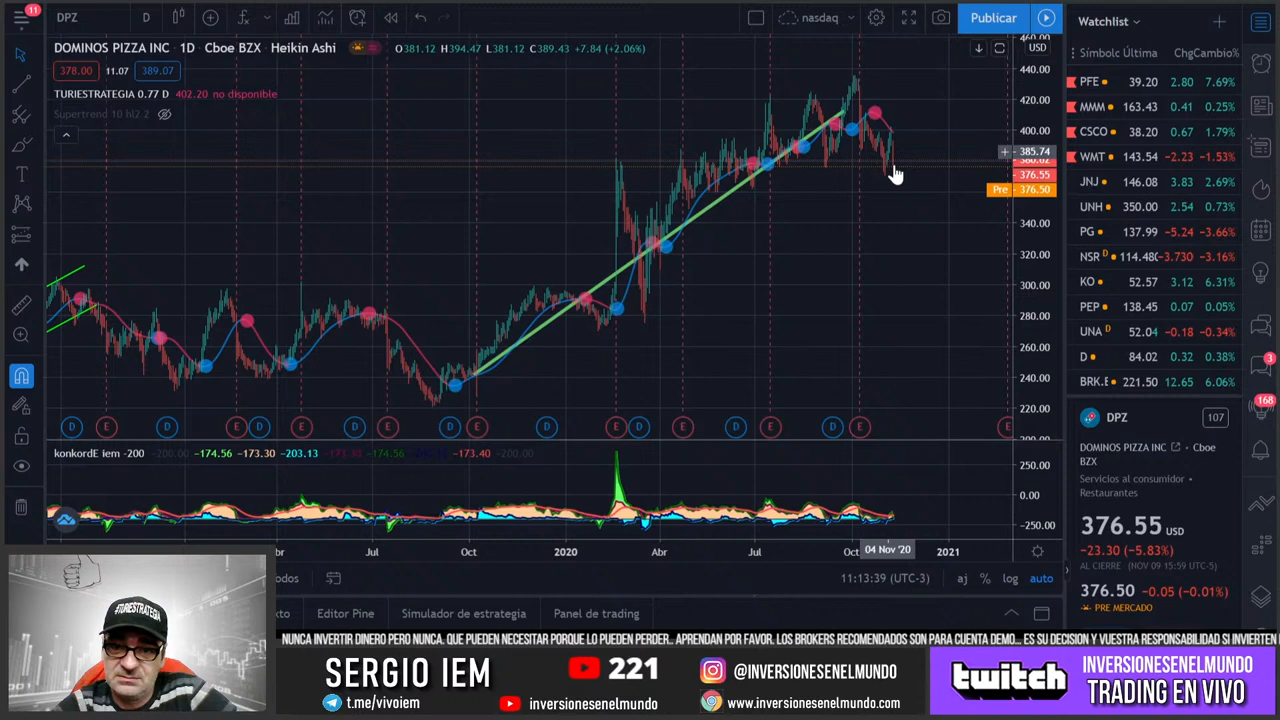 11
DPZ
D
nasdaq
Publicar
Watchlist
DOMINOS PIZZA INC · 1D · Cboe BZX · Heikin Ashi
O381.12 H394.47 L381.12 C389.43 +7.84 (+2.06%)
378.00 11.07 389.07
TURIESTRATEGIA 0.77 D 402.20 no disponible
Supertrend 10 hl2 2
USD
460.00
440.00
420.00
400.00
385.74
376.55
Pre 376.50
340.00
320.00
300.00
280.00
260.00
240.00
220.00
D E D E D E D E D E D E D E D E D E E
konkordE iem -200 -200.00 -174.56 -173.30 -203.13 -173.30 -174.56 -173.40 -200.00
250.00
0.00
-250.00
Jul Oct 2020 Abr Jul Oct 04 Nov '20 2021
11:13:39 (UTC-3) aj % log auto
Editor Pine Simulador de estrategia Panel de trading
Símbolo Última Chg Cambio%
PFE 39.20 2.80 7.69%
MMM 163.43 0.41 0.25%
CSCO 38.20 0.67 1.79%
WMT 143.54 -2.23 -1.53%
JNJ 146.08 3.83 2.69%
UNH 350.00 2.54 0.73%
PG 137.99 -5.24 -3.66%
NSR D 114.480 -3.730 -3.16%
KO 52.57 3.12 6.31%
PEP 138.45 0.07 0.05%
UNA D 52.04 -0.18 -0.34%
D 84.02 0.32 0.38%
BRK.E 221.50 12.65 6.06%
3
168
DPZ 107
DOMINOS PIZZA INC · Cboe
BZX
Servicios al consumidor •
Restaurantes
376.55 USD
-23.30 (-5.83%)
AL CIERRE (NOV 09 15:59 UTC-5)
376.50 -0.05 (-0.01%)
PRE MERCADO
#TURIESTRATEGIA
NUNCA INVERTIR DINERO PERO NUNCA. QUE PUEDEN NECESITAR PORQUE LO PUEDEN PERDER.. APRENDAN POR FAVOR. LOS BROKERS RECOMENDADOS SON PARA CUENTA DEMO... ES SU DECISION Y VUESTRA RESPONSABILIDAD SI INVIERTEN
SERGIO IEM
221
@INVERSIONESENELMUNDO
t.me/vivoiem
inversionesenelmundo
www.inversionesenelmundo.com
twitch
INVERSIONESENELMUNDO
TRADING EN VIVO